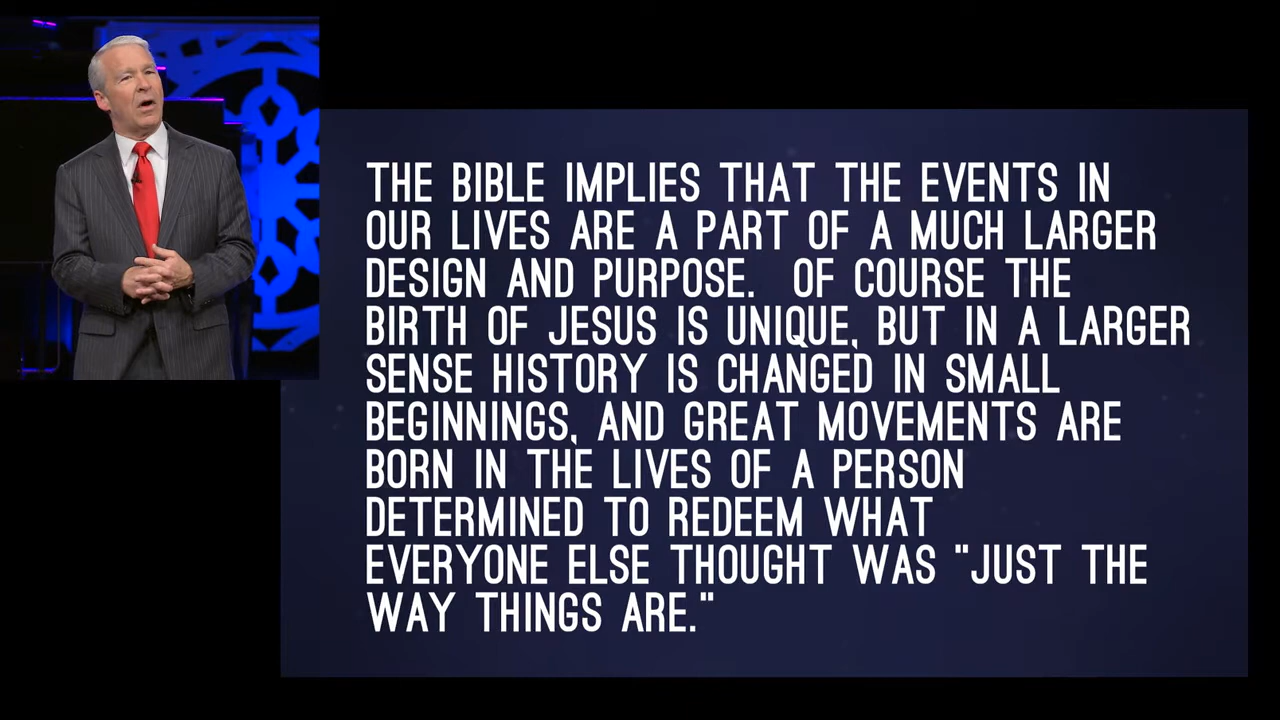 THE BIBLE IMPLIES THAT THE EVENTS IN
OUR LIVES ARE A PART OF A MUCH LARGER
DESIGN AND PURPOSE.  OF COURSE THE
BIRTH OF JESUS IS UNIQUE, BUT IN A LARGER
SENSE HISTORY IS CHANGED IN SMALL
BEGINNINGS, AND GREAT MOVEMENTS ARE
BORN IN THE LIVES OF A PERSON
DETERMINED TO REDEEM WHAT
EVERYONE ELSE THOUGHT WAS "JUST THE
WAY THINGS ARE."